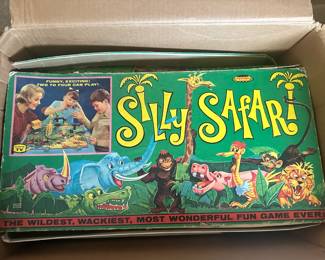 FUNNY, EXCITING!
TWO TO FOUR CAN PLAY!
SILLY SAFARI
THE WILDEST, WACKIEST, MOST WONDERFUL FUN GAME EVER!